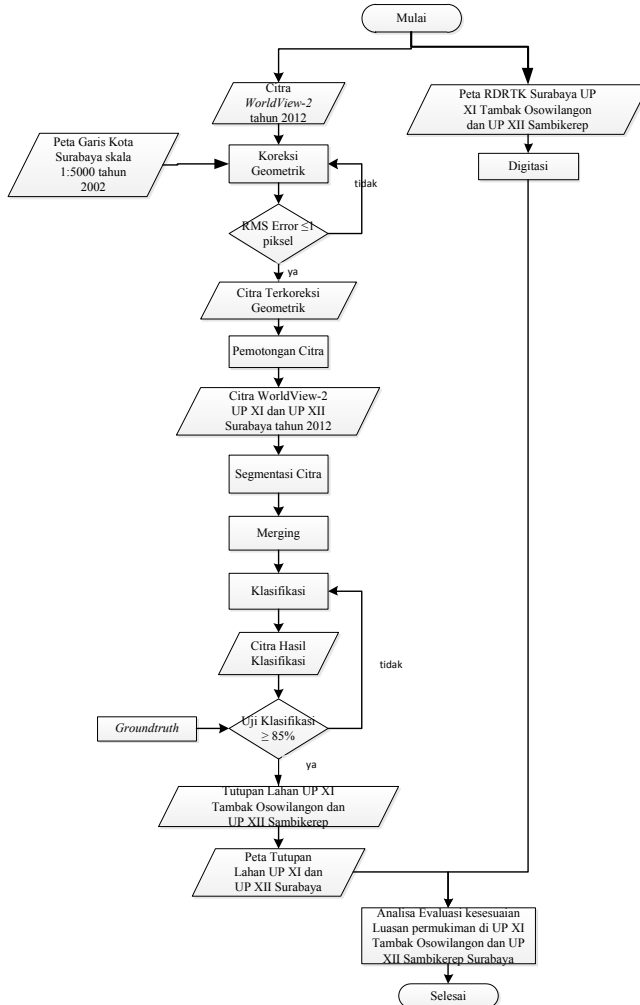 Mulai
Citra
WorldView-2
tahun 2012
Peta RDRTK Surabaya UP
XI Tambak Osowilangon
dan UP XII Sambikerep
Peta Garis Kota
Surabaya skala
1:5000 tahun
2002
Koreksi
Geometrik
tidak
Digitasi
RMS Error ≤1
piksel
ya
Citra Terkoreksi
Geometrik
Pemotongan Citra
Citra WorldView-2
UP XI dan UP XII
Surabaya tahun 2012
Segmentasi Citra
Merging
Klasifikasi
Citra Hasil
Klasifikasi
tidak
Groundtruth
Uji Klasifikasi
≥ 85%
ya
Tutupan Lahan UP XI
Tambak Osowilangon dan
UP XII Sambikerep
Peta Tutupan
Lahan UP XI dan
UP XII Surabaya
Analisa Evaluasi kesesuaian
Luasan permukiman di UP XI
Tambak Osowilangon dan UP
XII Sambikerep Surabaya
Selesai